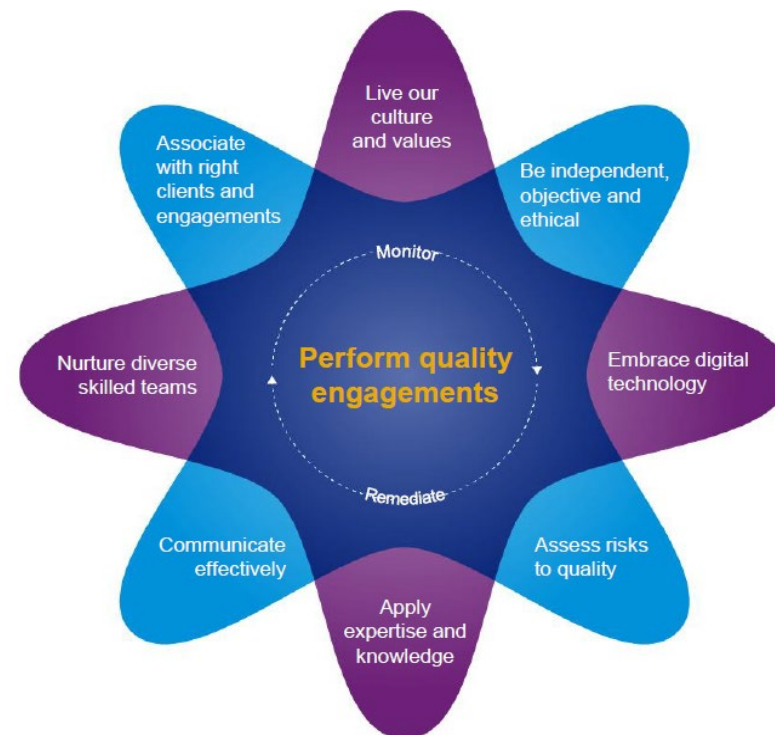 Live our
culture
and values
Be independent,
objective and
ethical
Embrace digital
technology
Assess risks
to quality
Apply
expertise and
knowledge
Communicate
effectively
Nurture diverse
skilled teams
Associate
with right
clients and
engagements
Monitor
Perform quality
engagements
Remediate